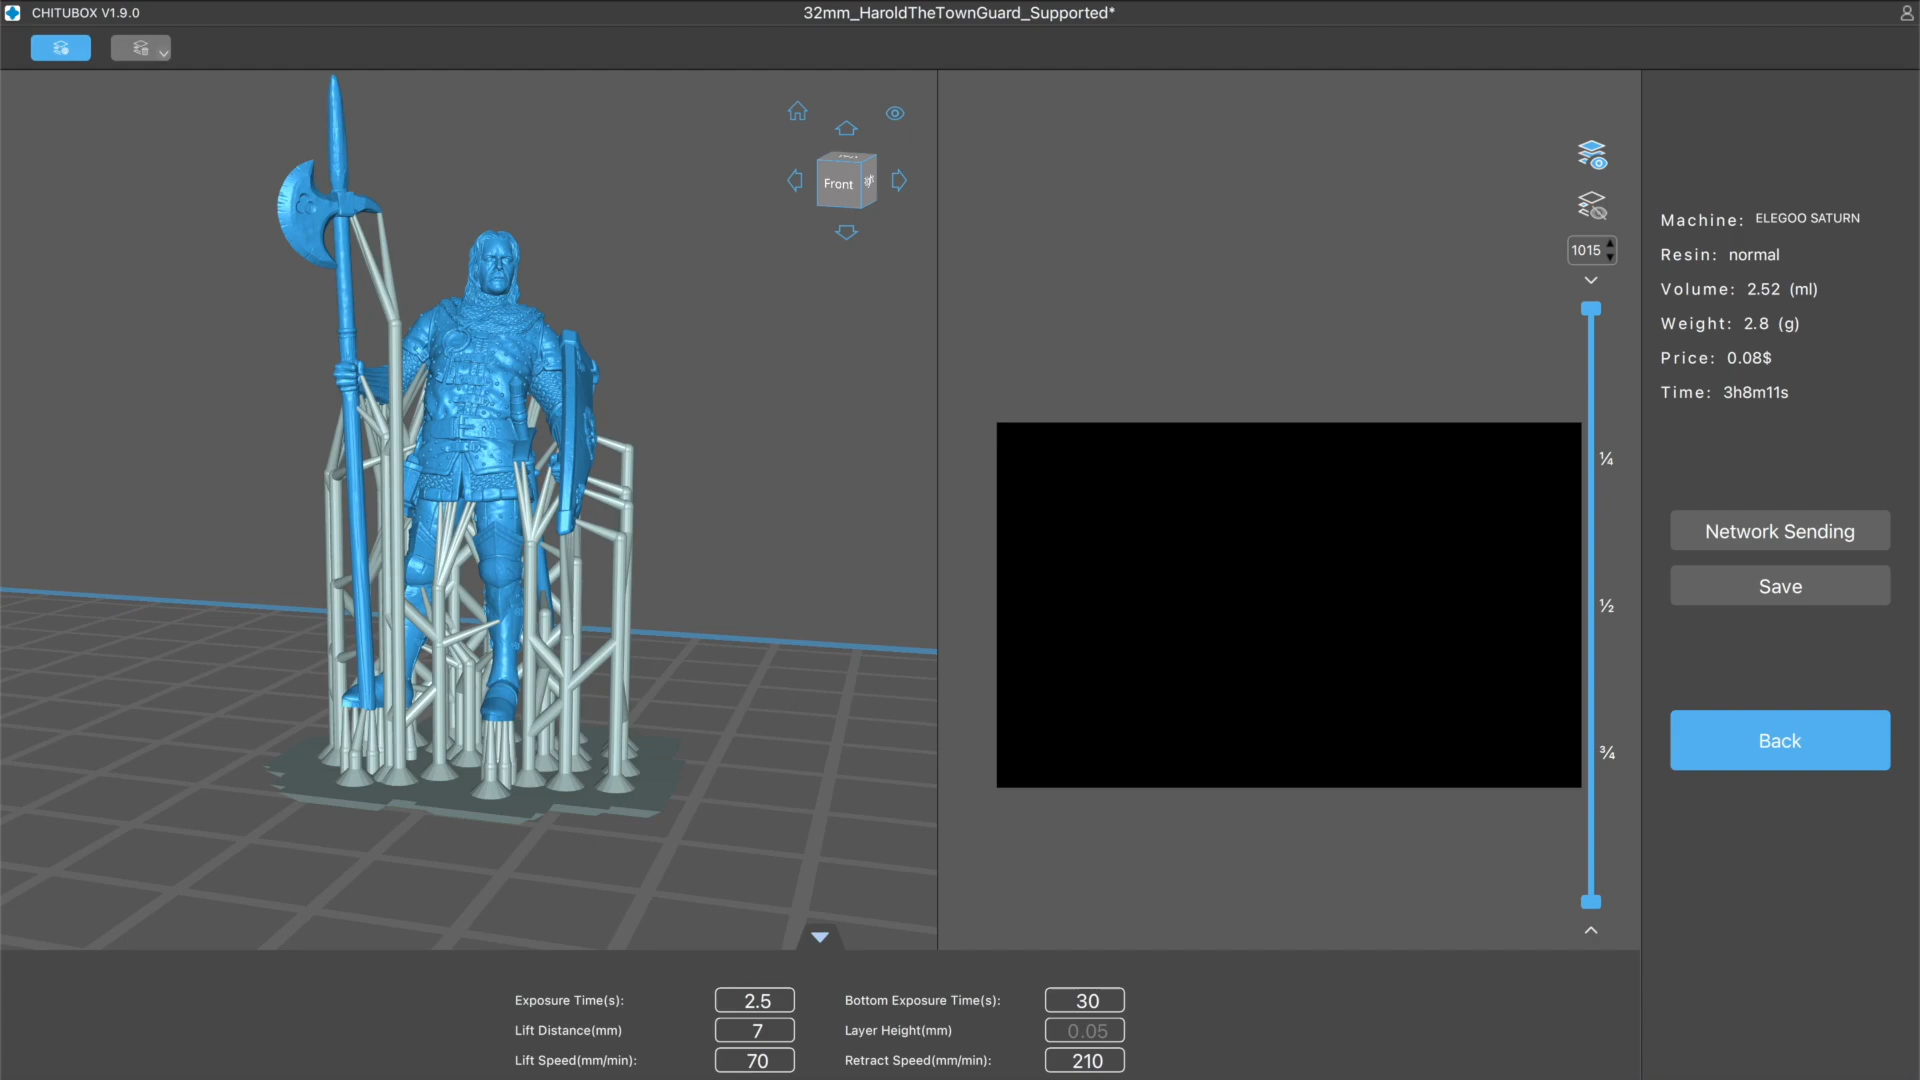 CHITUBOX V1.9.0
32mm_HaroldTheTownGuard_Supported*
Front
1015
Machine: ELEGOO SATURN
Resin: normal
Volume: 2.52 (ml)
Weight: 2.8 (g)
Price: 0.08$
Time: 3h8m11s
¼
½
¾
Network Sending
Save
Back
Exposure Time(s): 2.5 Bottom Exposure Time(s): 30
Lift Distance(mm) 7 Layer Height(mm) 0.05
Lift Speed(mm/min): 70 Retract Speed(mm/min): 210